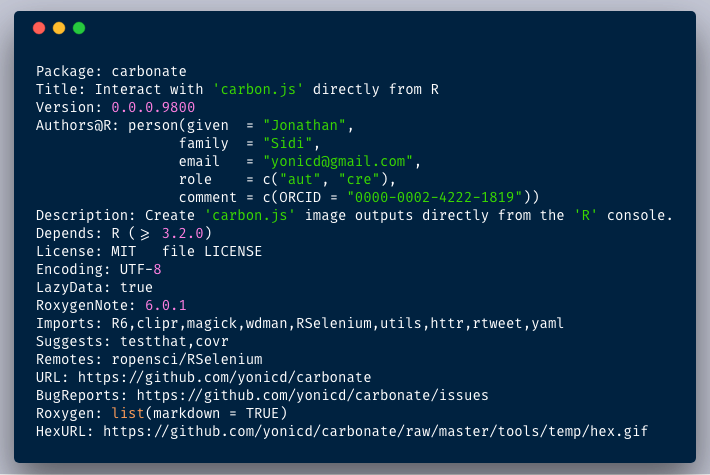 Package: carbonate
Title: Interact with 'carbon.js' directly from R
Version: 0.0.0.9800
Authors@R: person(given  = "Jonathan",
                 family  = "Sidi",
                 email   = "yonicd@gmail.com",
                 role    = c("aut", "cre"),
                 comment = c(ORCID = "0000-0002-4222-1819"))
Description: Create 'carbon.js' image outputs directly from the 'R' console.
Depends: R (>= 3.2.0)
License: MIT   file LICENSE
Encoding: UTF-8
LazyData: true
RoxygenNote: 6.0.1
Imports: R6,clipr,magick,wdman,RSelenium,utils,httr,rtweet,yaml
Suggests: testthat,covr
Remotes: ropensci/RSelenium
URL: https://github.com/yonicd/carbonate
BugReports: https://github.com/yonicd/carbonate/issues
Roxygen: list(markdown = TRUE)
HexURL: https://github.com/yonicd/carbonate/raw/master/tools/temp/hex.gif